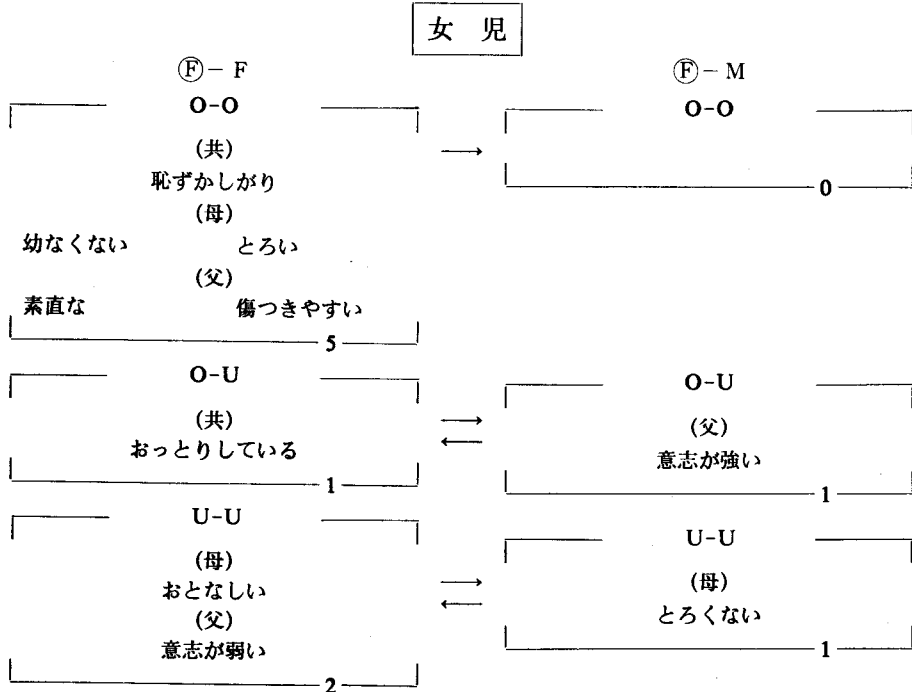 女 児
Ⓕ－F
O-O
(共)
恥ずかしがり
(母)
幼なくない とろい
(父)
素直な 傷つきやすい
5
O-U
(共)
おっとりしている
1
U-U
(母)
おとなしい
(父)
意志が弱い
2
→
⇄
⇄
Ⓕ－M
O-O
0
O-U
(父)
意志が強い
1
U-U
(母)
とろくない
1